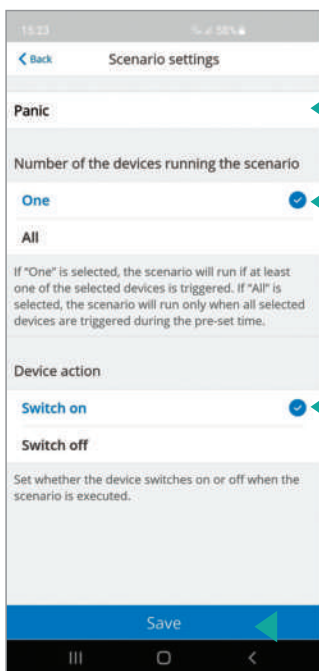 15:23
58%
Back
Scenario settings
Panic
Number of the devices running the scenario
One
All
If "One" is selected, the scenario will run if at least
one of the selected devices is triggered. If "All" is
selected, the scenario will run only when all selected
devices are triggered during the pre-set time.
Device action
Switch on
Switch off
Set whether the device switches on or off when the
scenario is executed.
Save